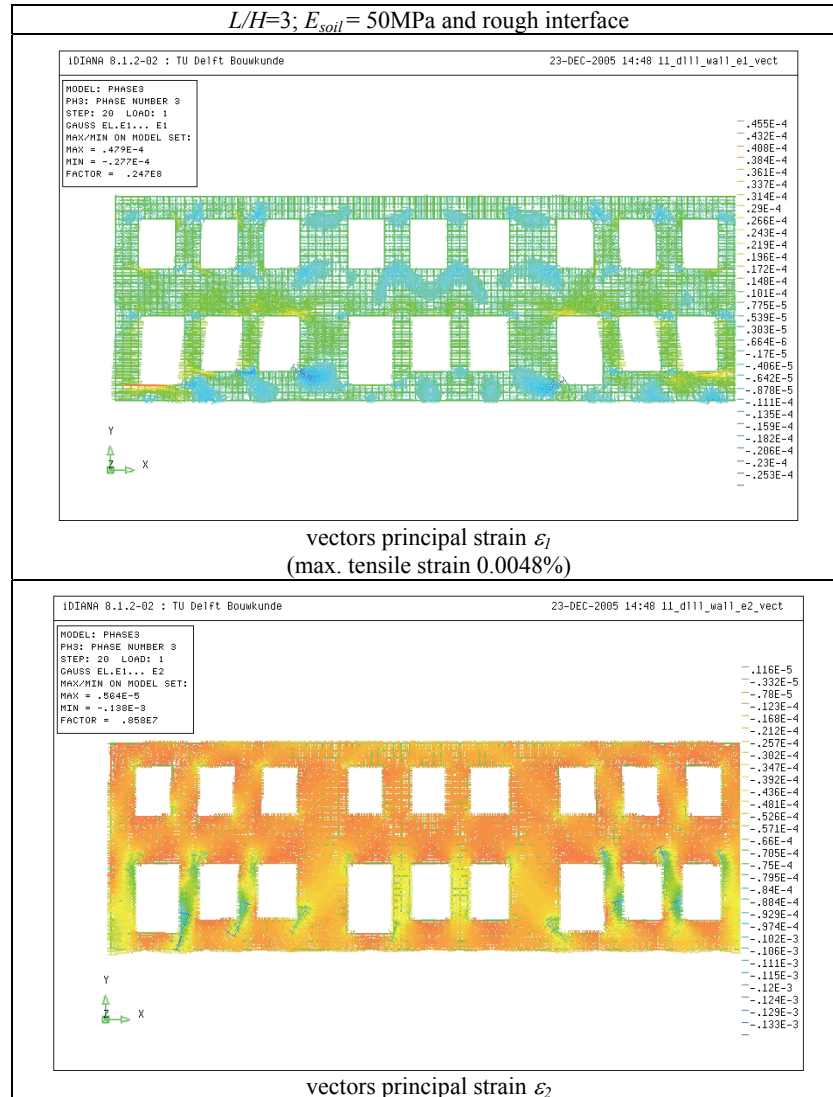 L/H=3; E_soil = 50MPa and rough interface
iDIANA 8.1.2-02 : TU Delft Bouwkunde
23-DEC-2005 14:48 11_dlll_wall_e1_vect
MODEL: PHASE3
PH3: PHASE NUMBER 3
STEP: 20 LOAD: 1
GAUSS EL.E1... E1
MAX/MIN ON MODEL SET:
MAX = .479E-4
MIN = -.277E-4
FACTOR = .247E8
.455E-4
.432E-4
.408E-4
.384E-4
.361E-4
.337E-4
.314E-4
.29E-4
.266E-4
.243E-4
.219E-4
.196E-4
.172E-4
.148E-4
.101E-4
.775E-5
.539E-5
.303E-5
.664E-6
-.17E-5
-.406E-5
-.642E-5
-.878E-5
-.111E-4
-.135E-4
-.159E-4
-.182E-4
-.206E-4
-.23E-4
-.253E-4
Y
Z X
vectors principal strain ε1
(max. tensile strain 0.0048%)
iDIANA 8.1.2-02 : TU Delft Bouwkunde
23-DEC-2005 14:48 11_dlll_wall_e2_vect
MODEL: PHASE3
PH3: PHASE NUMBER 3
STEP: 20 LOAD: 1
GAUSS EL.E1... E2
MAX/MIN ON MODEL SET:
MAX = .564E-5
MIN = -.138E-3
FACTOR = .858E7
.116E-5
-.332E-5
-.78E-5
-.123E-4
-.168E-4
-.212E-4
-.257E-4
-.302E-4
-.347E-4
-.392E-4
-.436E-4
-.481E-4
-.526E-4
-.571E-4
-.66E-4
-.705E-4
-.75E-4
-.795E-4
-.84E-4
-.884E-4
-.929E-4
-.974E-4
-.102E-3
-.106E-3
-.111E-3
-.115E-3
-.12E-3
-.124E-3
-.129E-3
-.133E-3
Y
Z X
vectors principal strain ε2